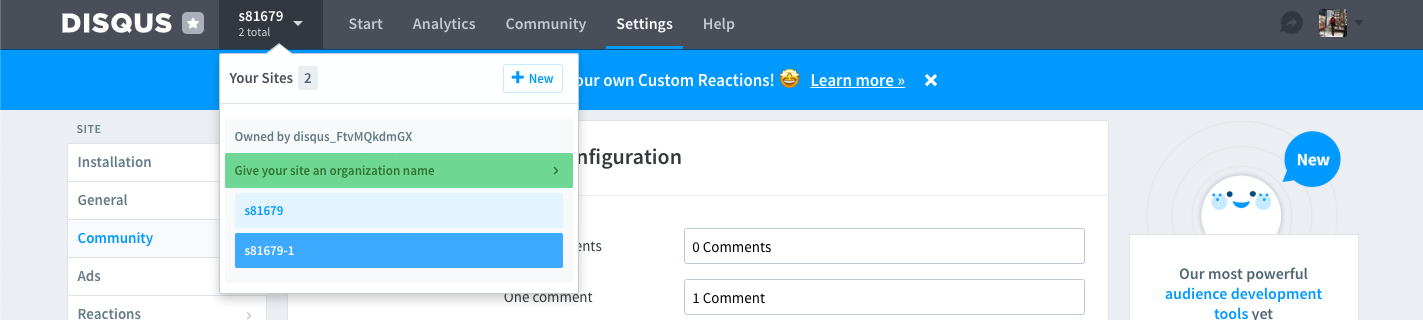 DISQUS
s81679
2 total
Start
Analytics
Community
Settings
Help
Your Sites 2
+ New
our own Custom Reactions! Learn more »
Owned by disqus_FtvMQkdmGX
Give your site an organization name
s81679
s81679-1
SITE
Installation
General
Community
Ads
Reactions
nfiguration
ents
0 Comments
One comment
1 Comment
New
Our most powerful
audience development
tools yet